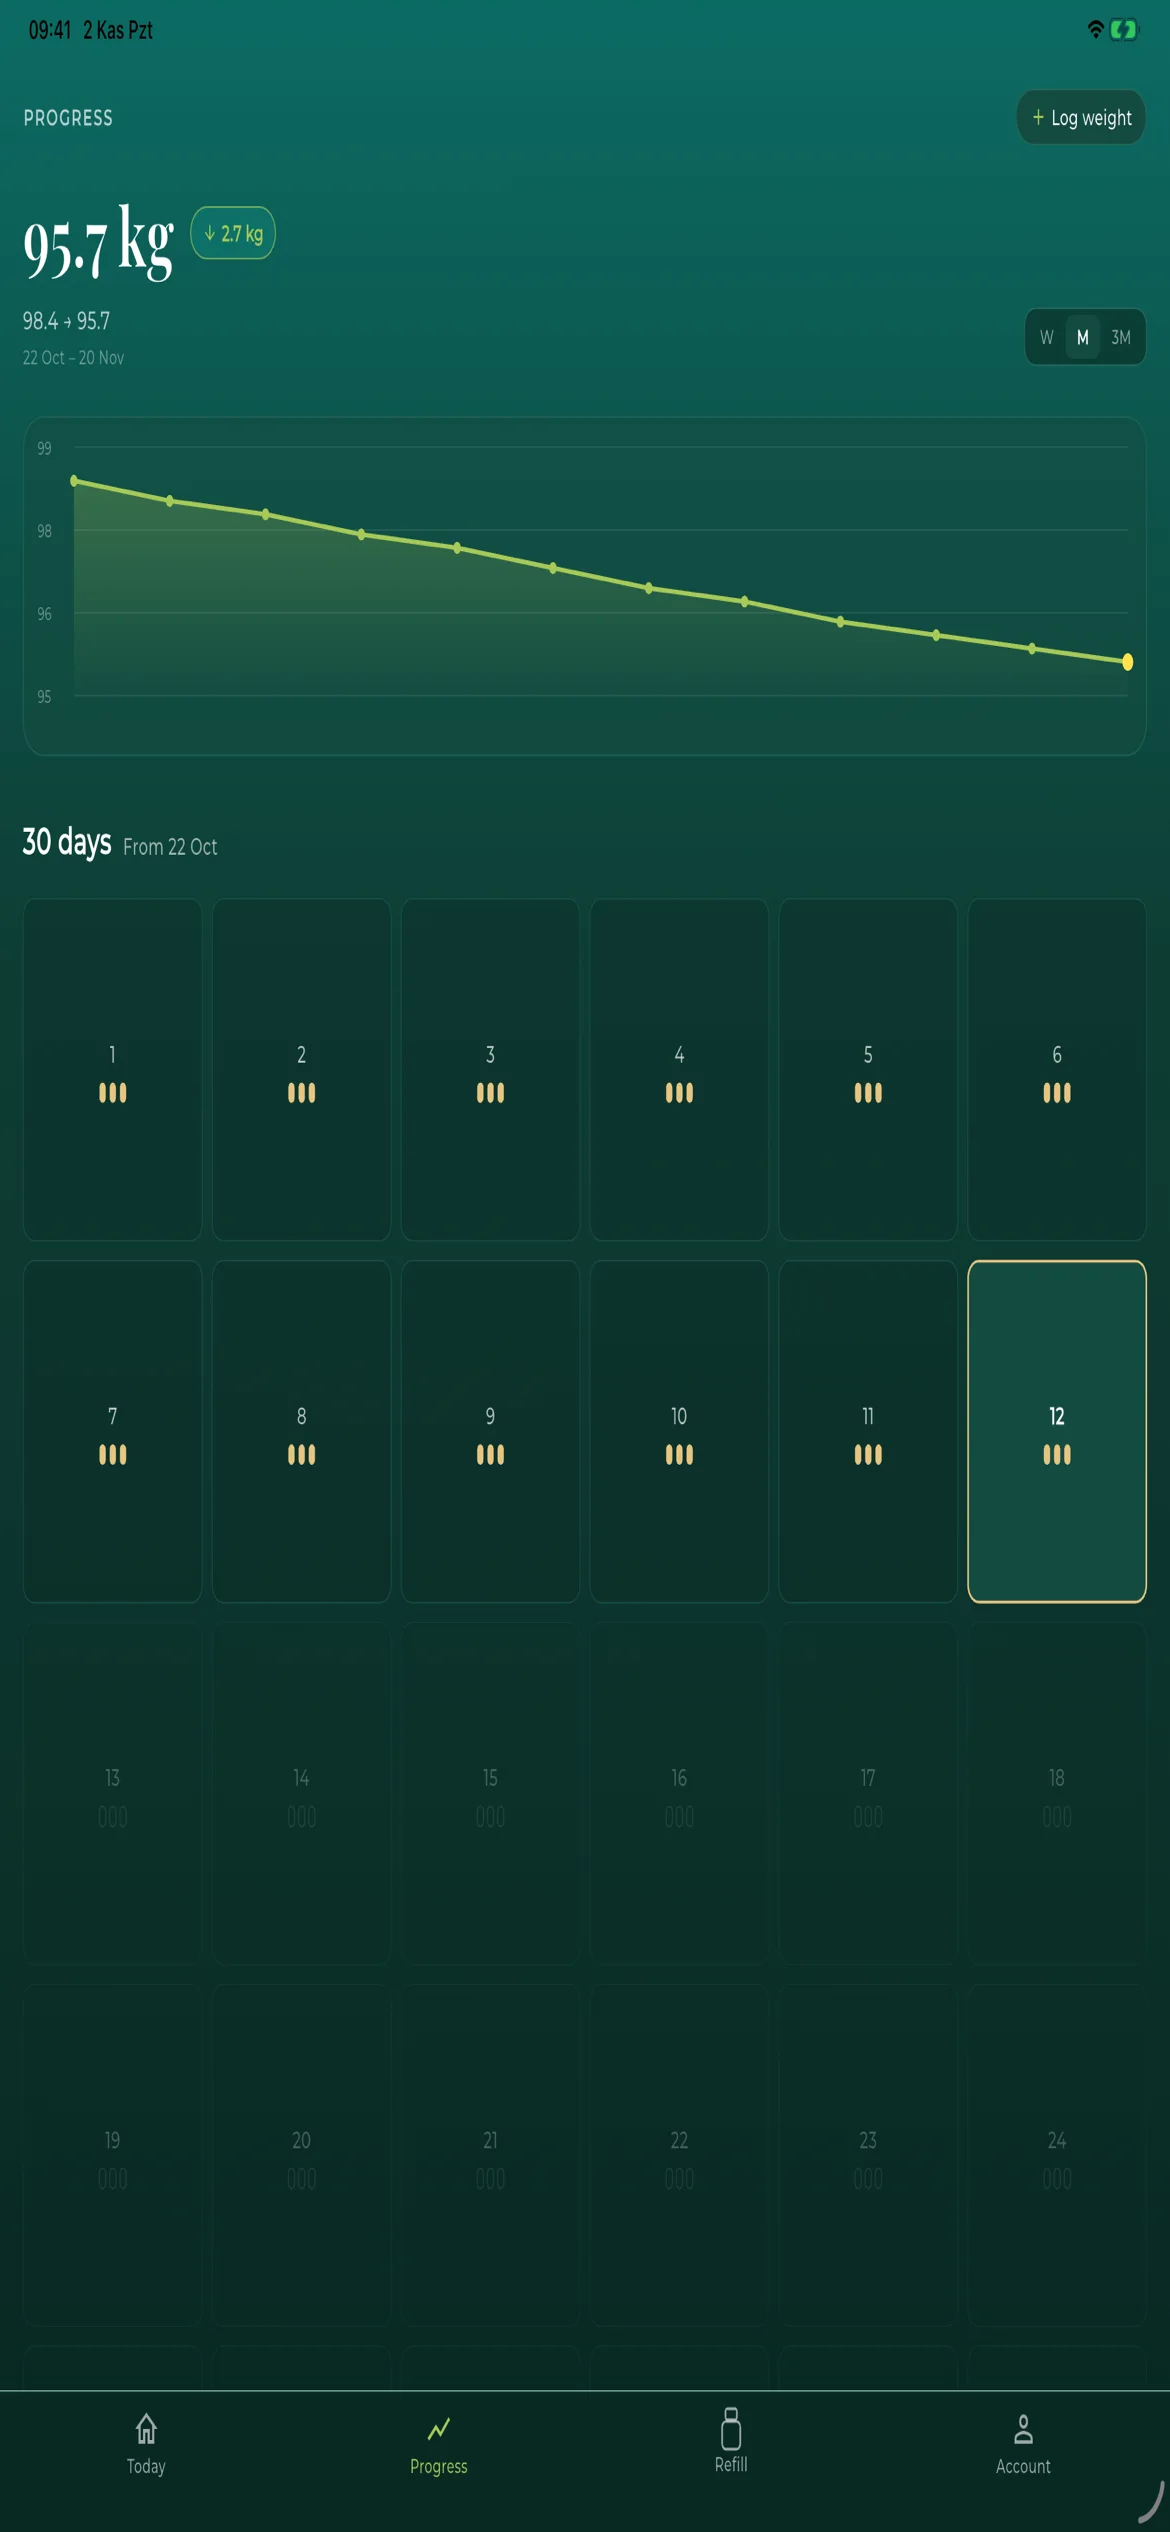 09:41 2 Kas Pzt
PROGRESS
+ Log weight
95.7 kg
↓ 2.7 kg
98.4 → 95.7
22 Oct – 20 Nov
W M 3M
99
98
96
95
30 days From 22 Oct
1 2 3 4 5 6
7 8 9 10 11 12
13 14 15 16 17 18
19 20 21 22 23 24
Today Progress Refill Account